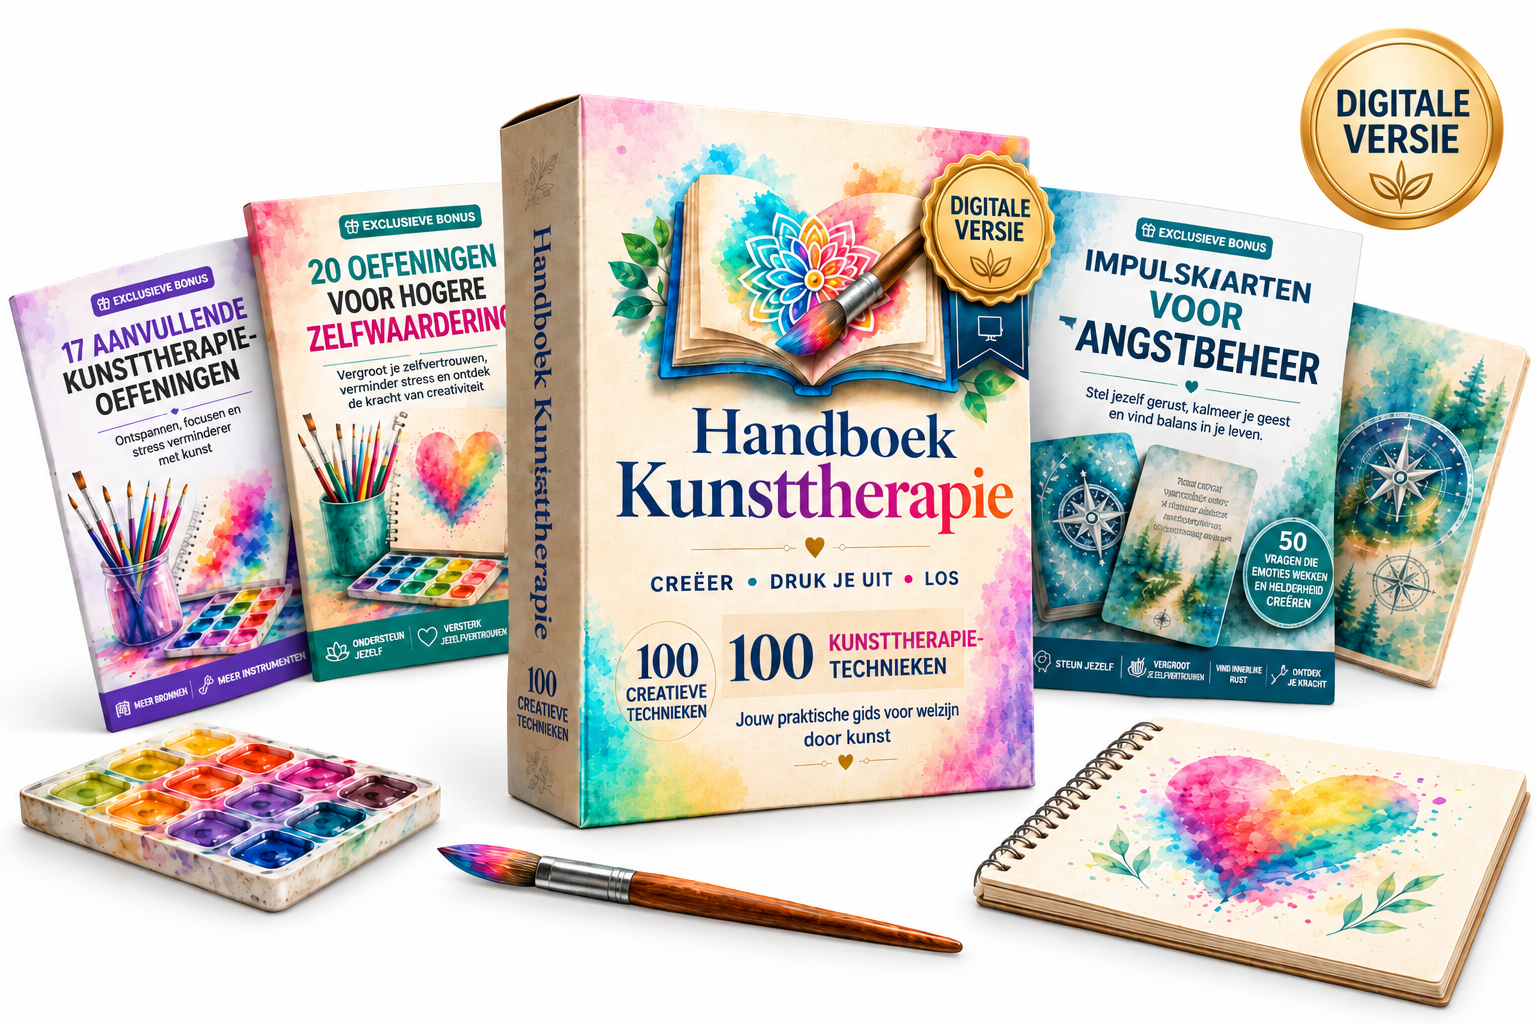 DIGITALE
VERSIE
EXCLUSIEVE BONUS
17 AANVULLENDE
KUNSTTHERAPIE-
OEFENINGEN
Ontspannen, focusen en
stress verminderer
met kunst
MEER BRONNEN
MEER INSTRUMENTEN
EXCLUSIEVE BONUS
20 OEFENINGEN
VOOR HOGERE
ZELFWAARDERING
Vergroot je zelfvertrouwen,
verminder stress en ontdek
de kracht van creativiteit
ONDERSTEUN
JEZELF
VERSTERK
JEZELFVERTROUWEN
Handboek Kunsttherapie
100
CREATIEVE
TECHNIEKEN
DIGITALE
VERSIE
Handboek
Kunsttherapie
CREËER • DRUK JE UIT • LOS
100
CREATIEVE
TECHNIEKEN
100 KUNSTTHERAPIE-
TECHNIEKEN
Jouw praktische gids voor welzijn
door kunst
EXCLUSIEVE BONUS
IMPULSKAARTEN
VOOR
ANGSTBEHEER
Stel jezelf gerust, kalmeer je geest
en vind balans in je leven.
50
VRAGEN DIE
EMOTIES WEKKEN
EN HELDERHEID
CREËREN
STEUN JEZELF
VERGROOT
VIND INNERLIKE
RUST
ONTDEK
JE KRACHT